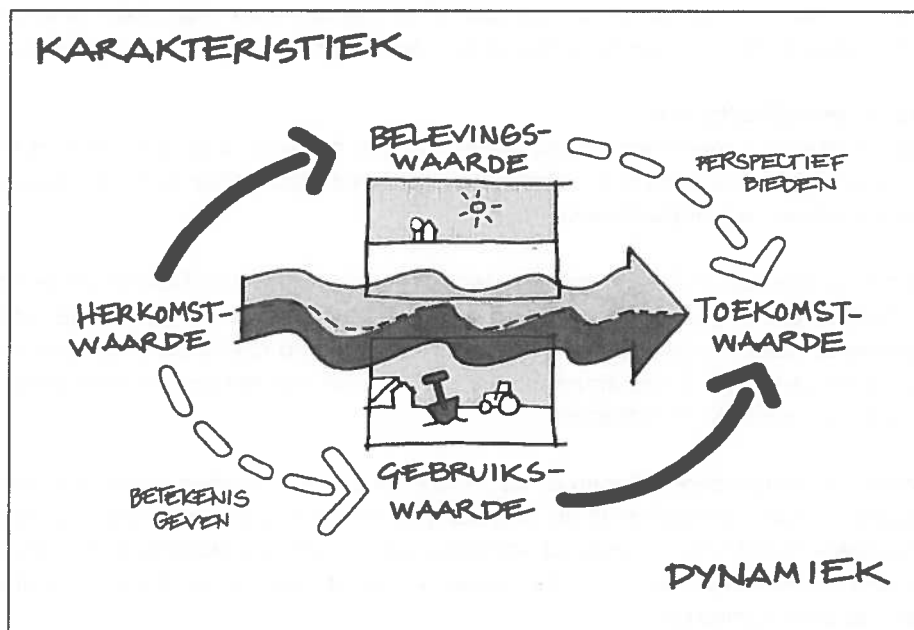 KARAKTERISTIEK
BELEVINGS-
WAARDE
PERSPECTIEF
BIEDEN
HERKOMST-
WAARDE
TOEKOMST-
WAARDE
BETEKENIS
GEVEN
GEBRUIKS-
WAARDE
DYNAMIEK